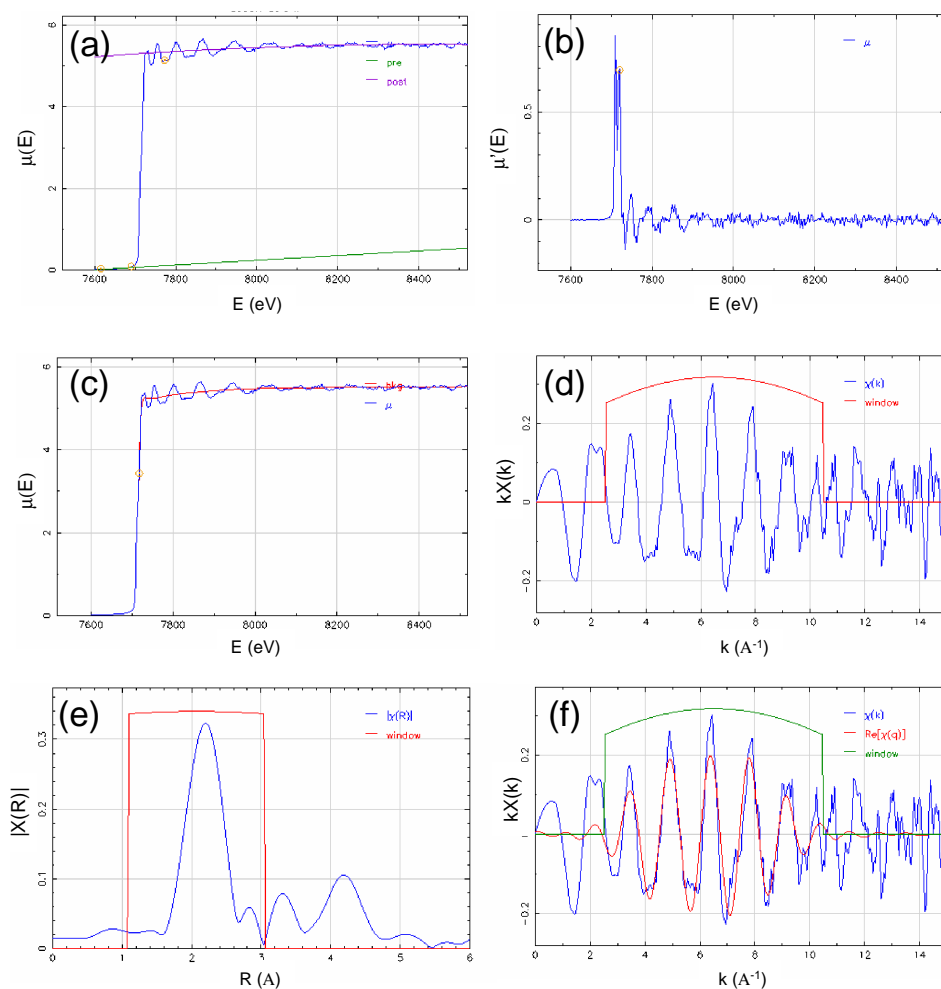 (a)
μ
pre
post
6
4
2
0
μ(E)
7600
7800
8000
8200
8400
E (eV)
(b)
μ
0.5
0
μ'(E)
7600
7800
8000
8200
8400
E (eV)
(c)
bkg
μ
6
4
2
0
μ(E)
7600
7800
8000
8200
8400
E (eV)
(d)
χ(k)
window
0.2
0
−0.2
kX(k)
0
2
4
6
8
10
12
14
k (A⁻¹)
(e)
|χ(R)|
window
0.3
0.2
0.1
0
|X(R)|
0
1
2
3
4
5
6
R (A)
(f)
χ(k)
Re[χ(q)]
window
0.2
0
−0.2
kX(k)
0
2
4
6
8
10
12
14
k (A⁻¹)